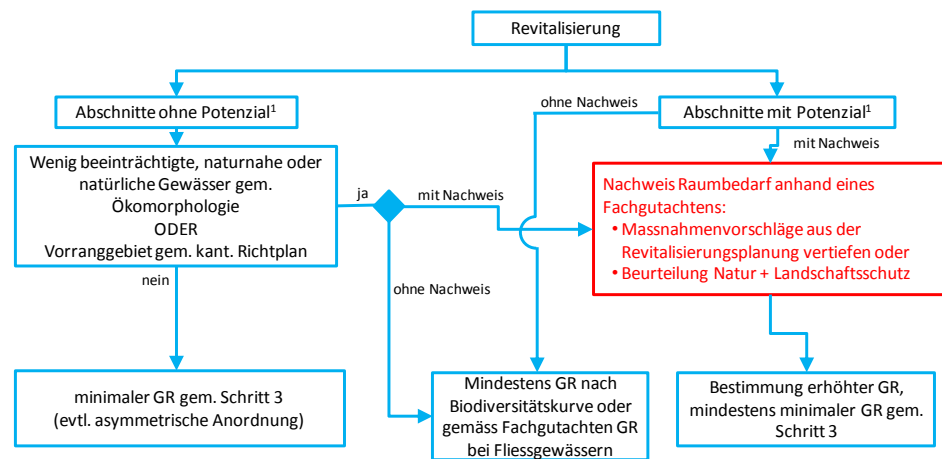 Revitalisierung
Abschnitte ohne Potenzial¹
ohne Nachweis
Abschnitte mit Potenzial¹
mit Nachweis
Wenig beeinträchtigte, naturnahe oder
natürliche Gewässer gem.
Ökomorphologie
ODER
Vorranggebiet gem. kant. Richtplan
ja
mit Nachweis
Nachweis Raumbedarf anhand eines
Fachgutachtens:
• Massnahmenvorschläge aus der
Revitalisierungsplanung vertiefen oder
• Beurteilung Natur + Landschaftsschutz
nein
ohne Nachweis
minimaler GR gem. Schritt 3
(evtl. asymmetrische Anordnung)
Mindestens GR nach
Biodiversitätskurve oder
gemäss Fachgutachten GR
bei Fliessgewässern
Bestimmung erhöhter GR,
mindestens minimaler GR gem.
Schritt 3